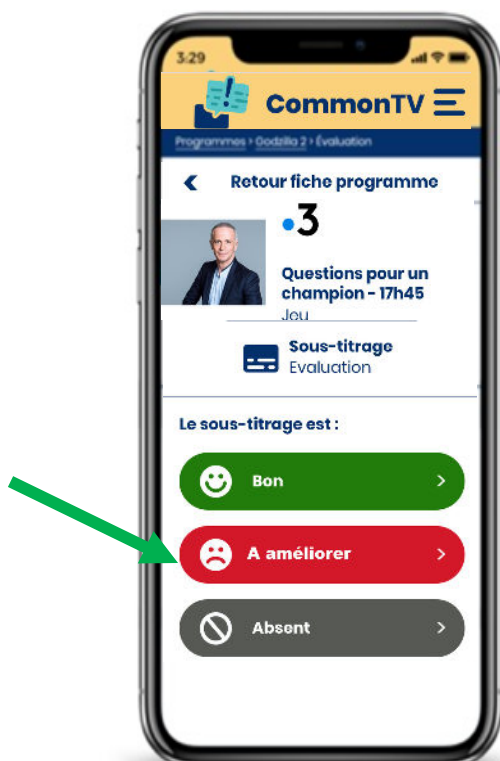 3:29
CommonTV
Programmes > Godzilla 2 > Évaluation
Retour fiche programme
3
Questions pour un
champion - 17h45
Jeu
Sous-titrage
Evaluation
Le sous-titrage est :
Bon
A améliorer
Absent